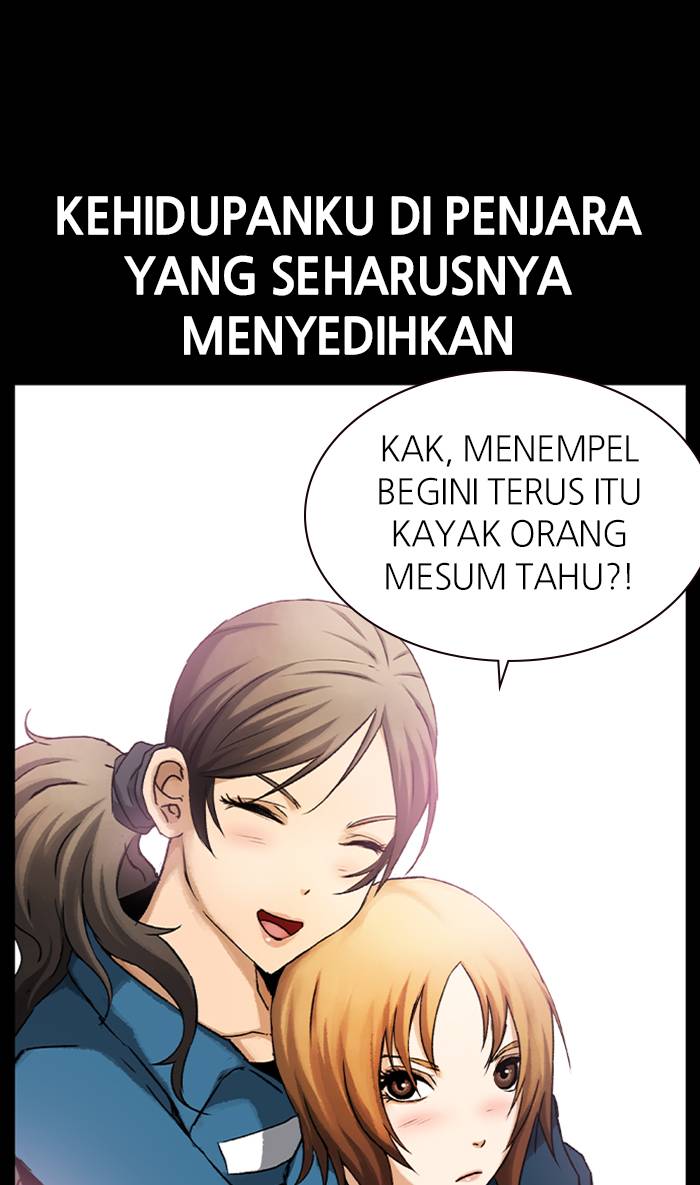 KEHIDUPANKU DI PENJARA
YANG SEHARUSNYA
MENYEDIHKAN
KAK, MENEMPEL
BEGINI TERUS ITU
KAYAK ORANG
MESUM TAHU?!